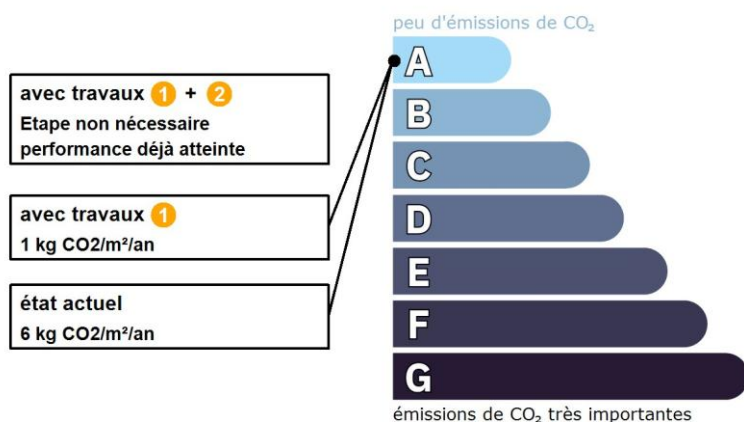 peu d'émissions de CO₂
A
B
C
D
E
F
G
émissions de CO₂ très importantes
avec travaux 1 + 2
Etape non nécessaire
performance déjà atteinte
avec travaux 1
1 kg CO2/m²/an
état actuel
6 kg CO2/m²/an